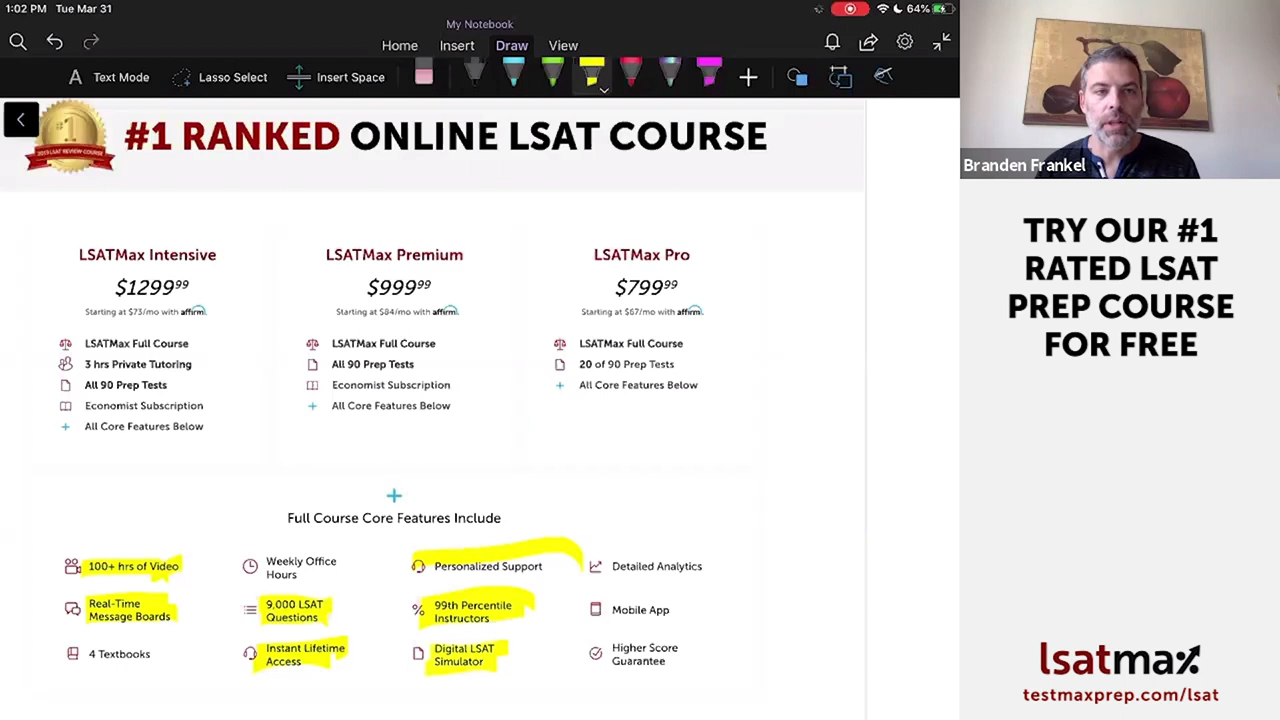 1:02 PM Tue Mar 31
64%
My Notebook
Home Insert Draw View
Text Mode Lasso Select Insert Space
#1
2019 LSAT REVIEW COURSE
#1 RANKED ONLINE LSAT COURSE
LSATMax Intensive
$1299⁹⁹
Starting at $73/mo with affirm
LSATMax Full Course
3 hrs Private Tutoring
All 90 Prep Tests
Economist Subscription
All Core Features Below
LSATMax Premium
$999⁹⁹
Starting at $84/mo with affirm
LSATMax Full Course
All 90 Prep Tests
Economist Subscription
All Core Features Below
LSATMax Pro
$799⁹⁹
Starting at $67/mo with affirm
LSATMax Full Course
20 of 90 Prep Tests
All Core Features Below
Full Course Core Features Include
100+ hrs of Video
Weekly Office
Hours
Personalized Support
Detailed Analytics
Real-Time
Message Boards
9,000 LSAT
Questions
99th Percentile
Instructors
Mobile App
4 Textbooks
Instant Lifetime
Access
Digital LSAT
Simulator
Higher Score
Guarantee
Branden Frankel
TRY OUR #1
RATED LSAT
PREP COURSE
FOR FREE
lsatmax
testmaxprep.com/lsat